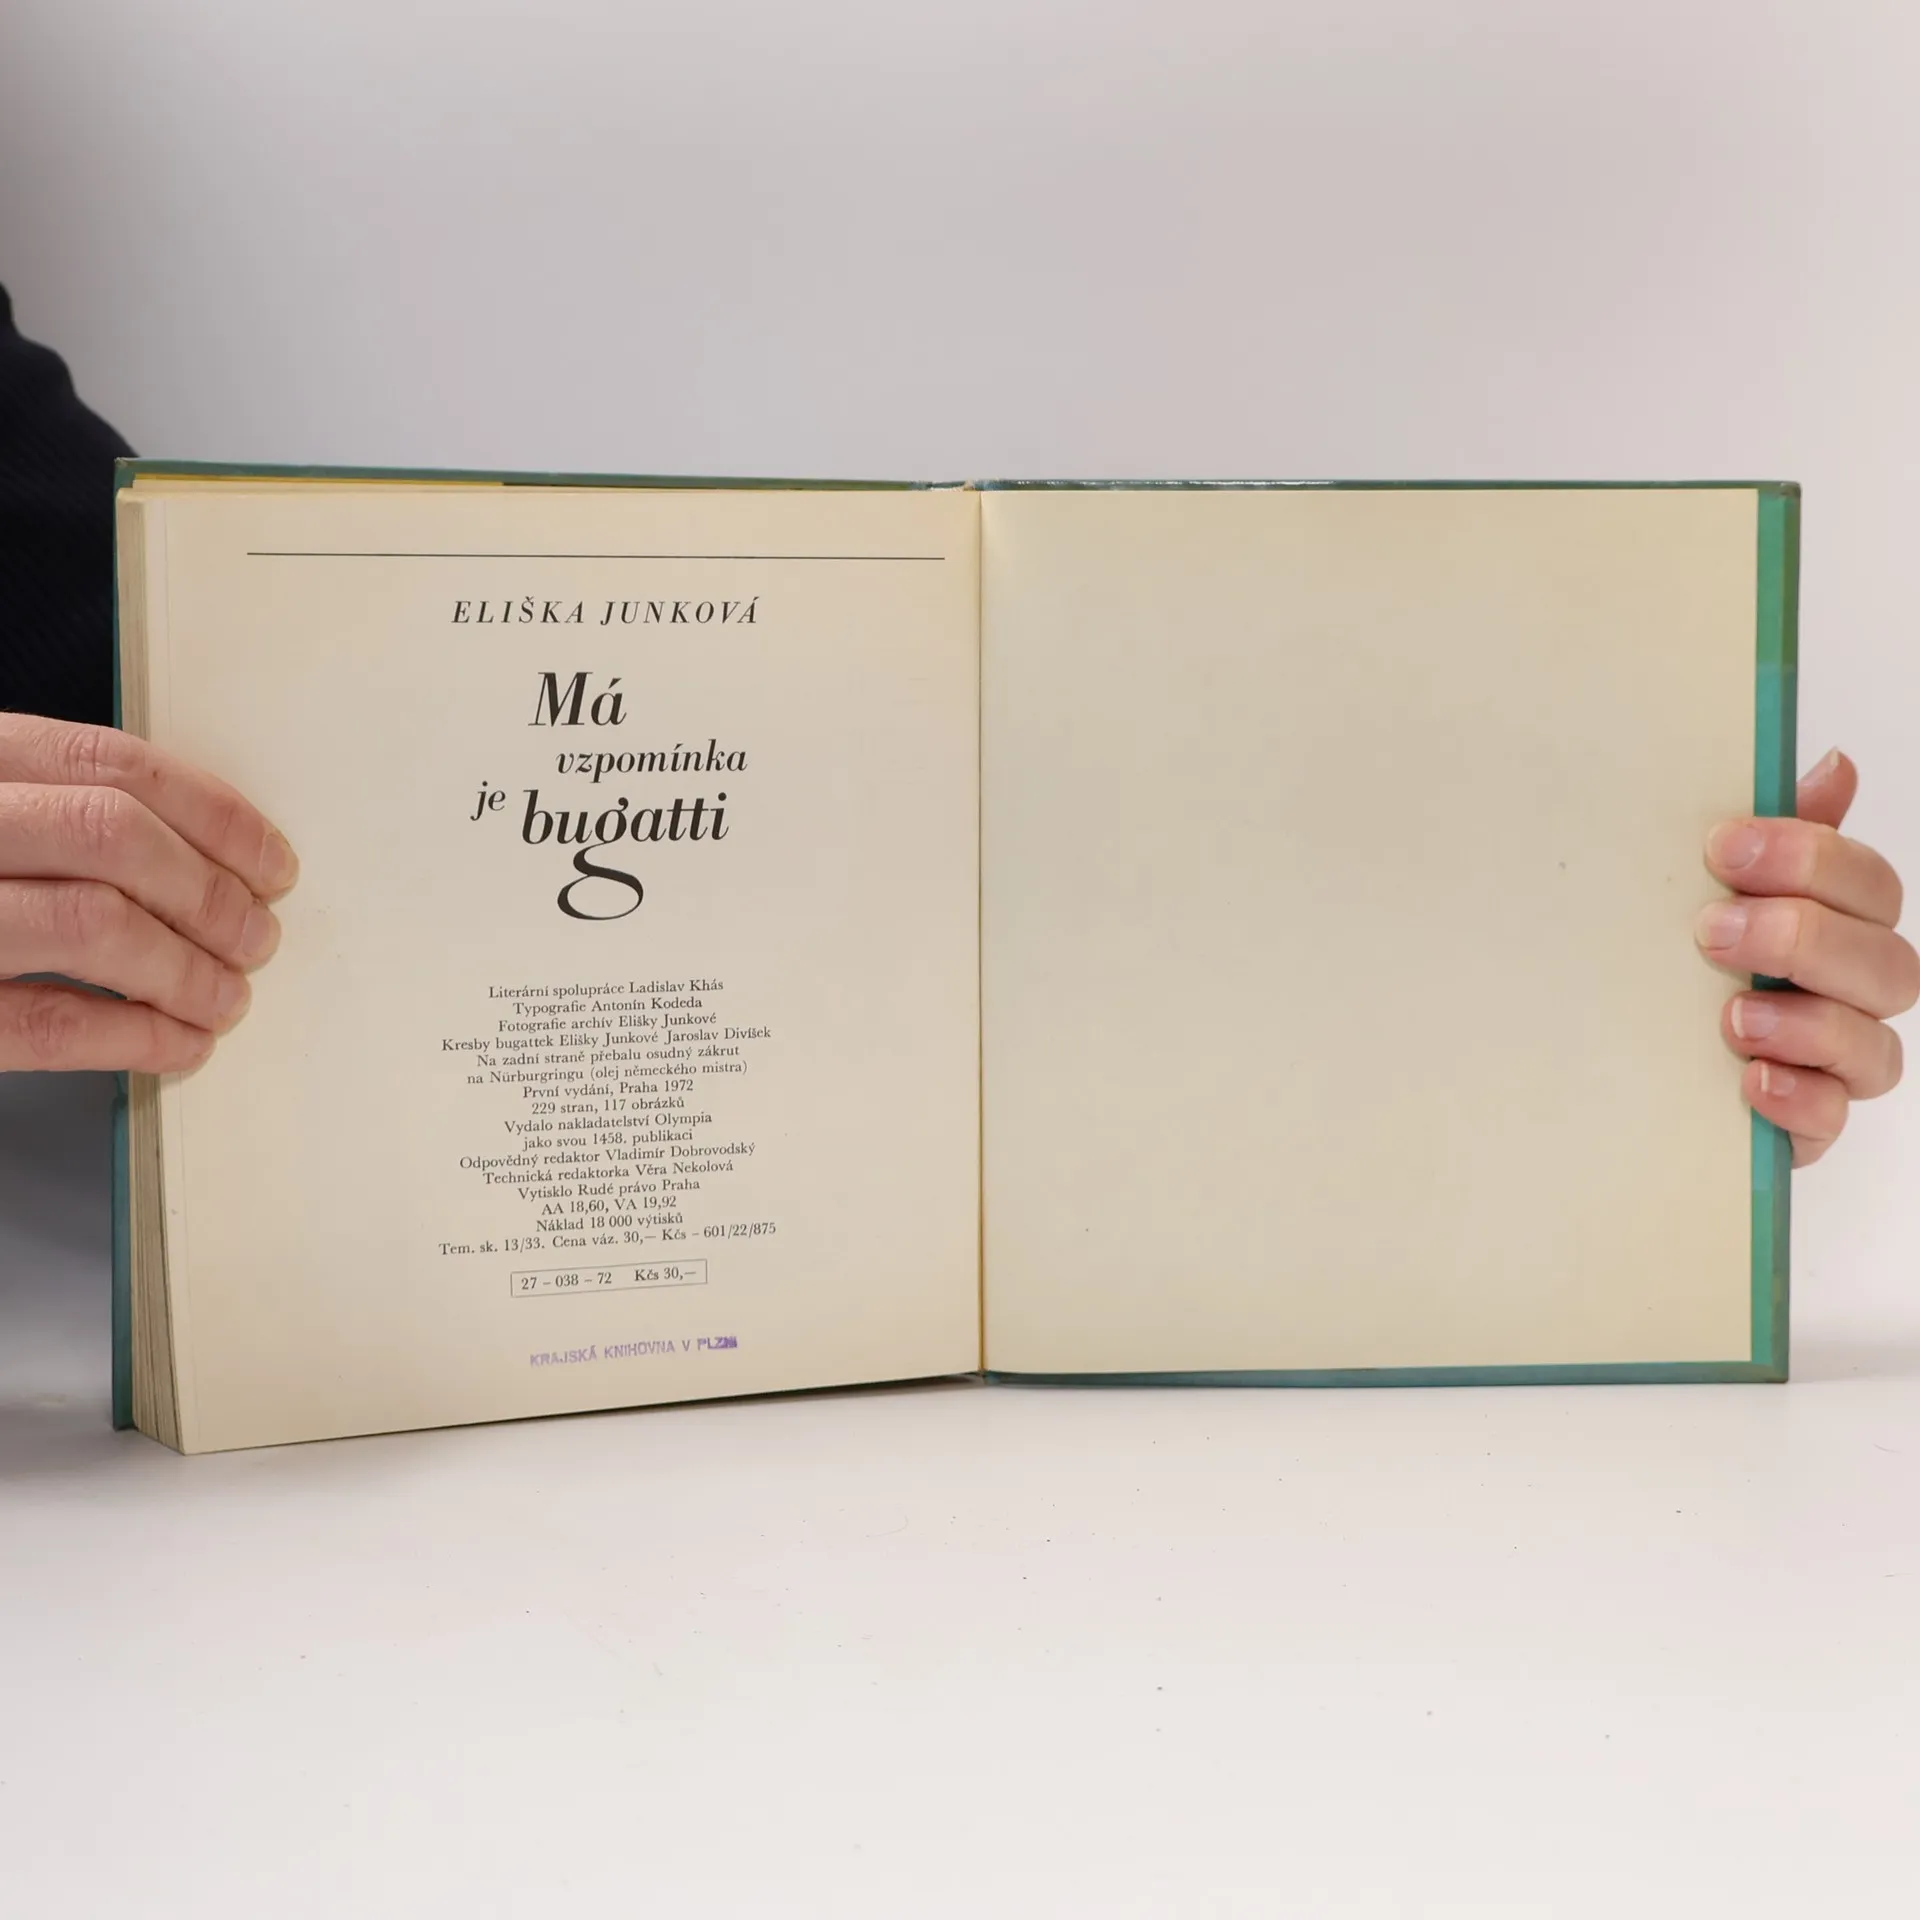 ELIŠKA JUNKOVÁ
Má
vzpomínka
je bugatti
Literární spolupráce Ladislav Khás
Typografie Antonín Kodeda
Fotografie archív Elišky Junkové
Kresby bugattek Elišky Junkové Jaroslav Divíšek
Na zadní straně přebalu osudný zákrut
na Nürburgringu (olej německého mistra)
První vydání, Praha 1972
229 stran, 117 obrázků
Vydalo nakladatelství Olympia
jako svou 1458. publikaci
Odpovědný redaktor Vladimír Dobrovodský
Technická redaktorka Věra Nekolová
Vytisklo Rudé právo Praha
AA 18,60, VA 19,92
Náklad 18 000 výtisků
Tem. sk. 13/33. Cena váz. 30,— Kčs – 601/22/875
27 – 038 – 72 Kčs 30,—
KRAJSKÁ KNIHOVNA V PLZNI